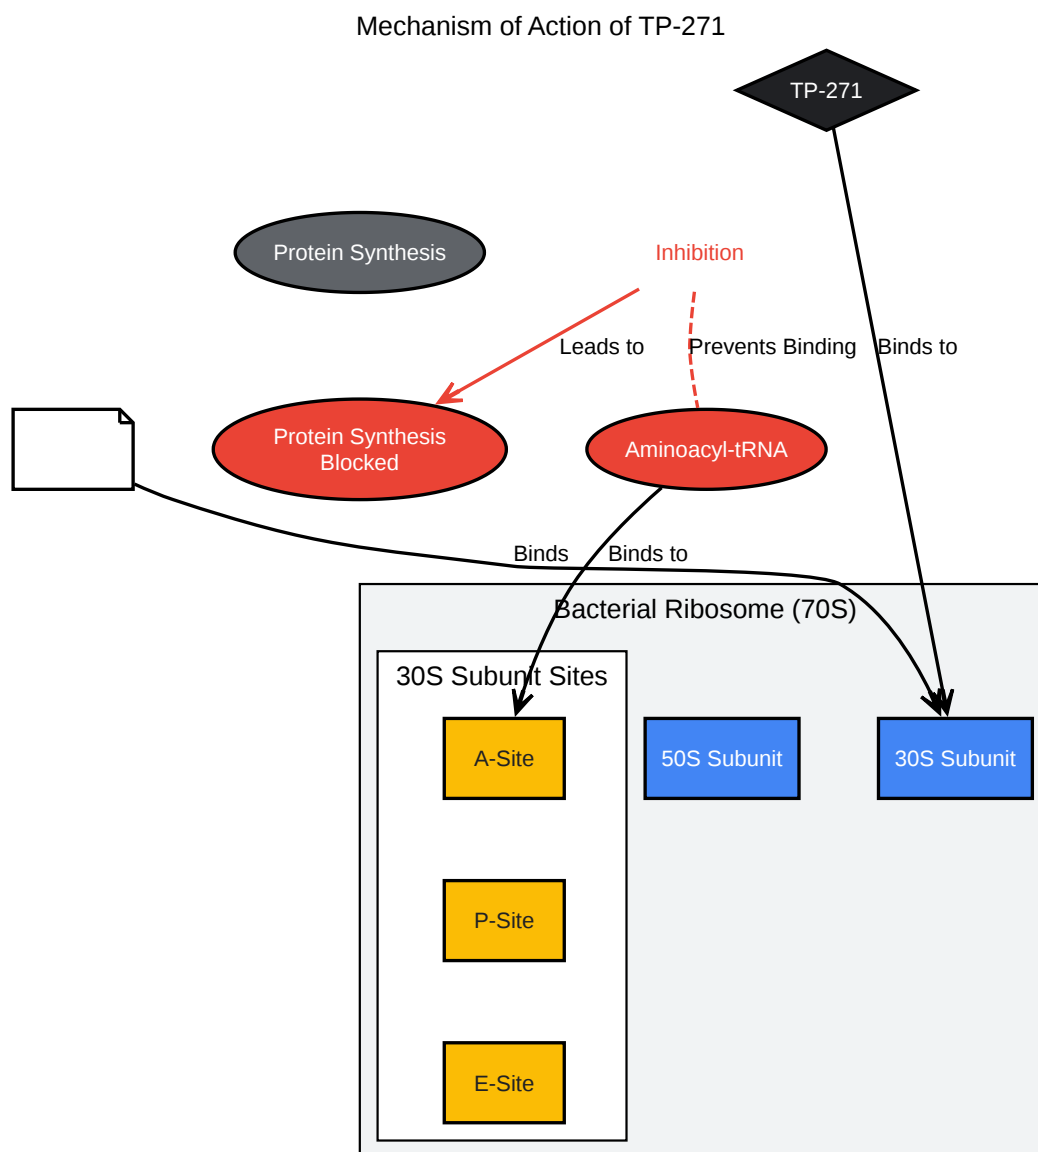 Mechanism of Action of TP-271
TP-271
Protein Synthesis
Inhibition
Leads to
Prevents Binding
Binds to
Protein Synthesis
Blocked
Aminoacyl-tRNA
Binds
Binds to
Bacterial Ribosome (70S)
30S Subunit Sites
A-Site
50S Subunit
30S Subunit
P-Site
E-Site